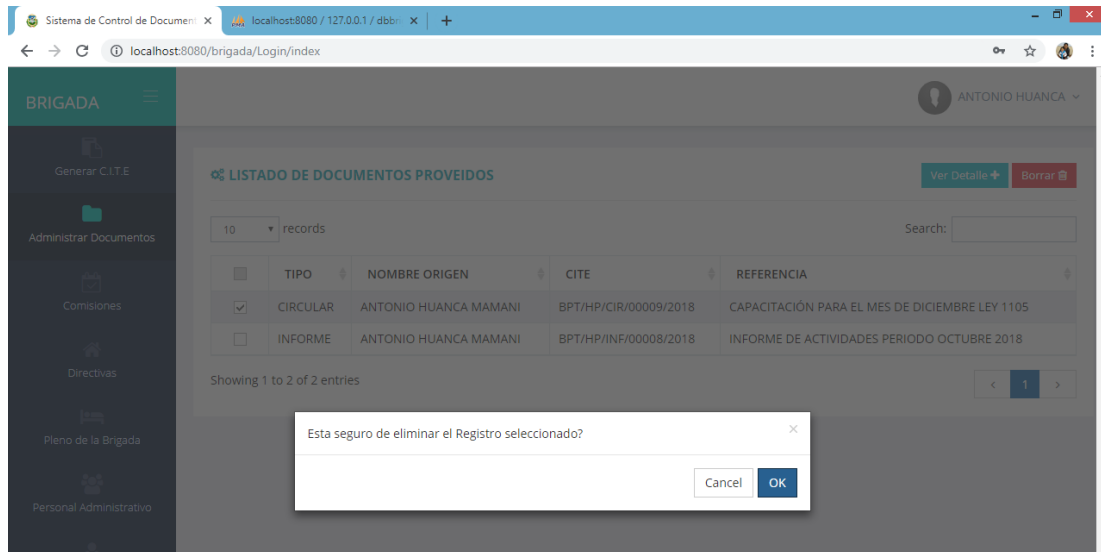 Sistema de Control de Document
localhost:8080 / 127.0.0.1 / dbbri
localhost:8080/brigada/Login/index
BRIGADA
ANTONIO HUANCA
Generar C.I.T.E
Administrar Documentos
Comisiones
Directivas
Pleno de la Brigada
Personal Administrativo
LISTADO DE DOCUMENTOS PROVEIDOS
Ver Detalle
Borrar
10 records
Search:
TIPO NOMBRE ORIGEN CITE REFERENCIA
CIRCULAR ANTONIO HUANCA MAMANI BPT/HP/CIR/00009/2018 CAPACITACIÓN PARA EL MES DE DICIEMBRE LEY 1105
INFORME ANTONIO HUANCA MAMANI BPT/HP/INF/00008/2018 INFORME DE ACTIVIDADES PERIODO OCTUBRE 2018
Showing 1 to 2 of 2 entries
1
Esta seguro de eliminar el Registro seleccionado?
Cancel OK